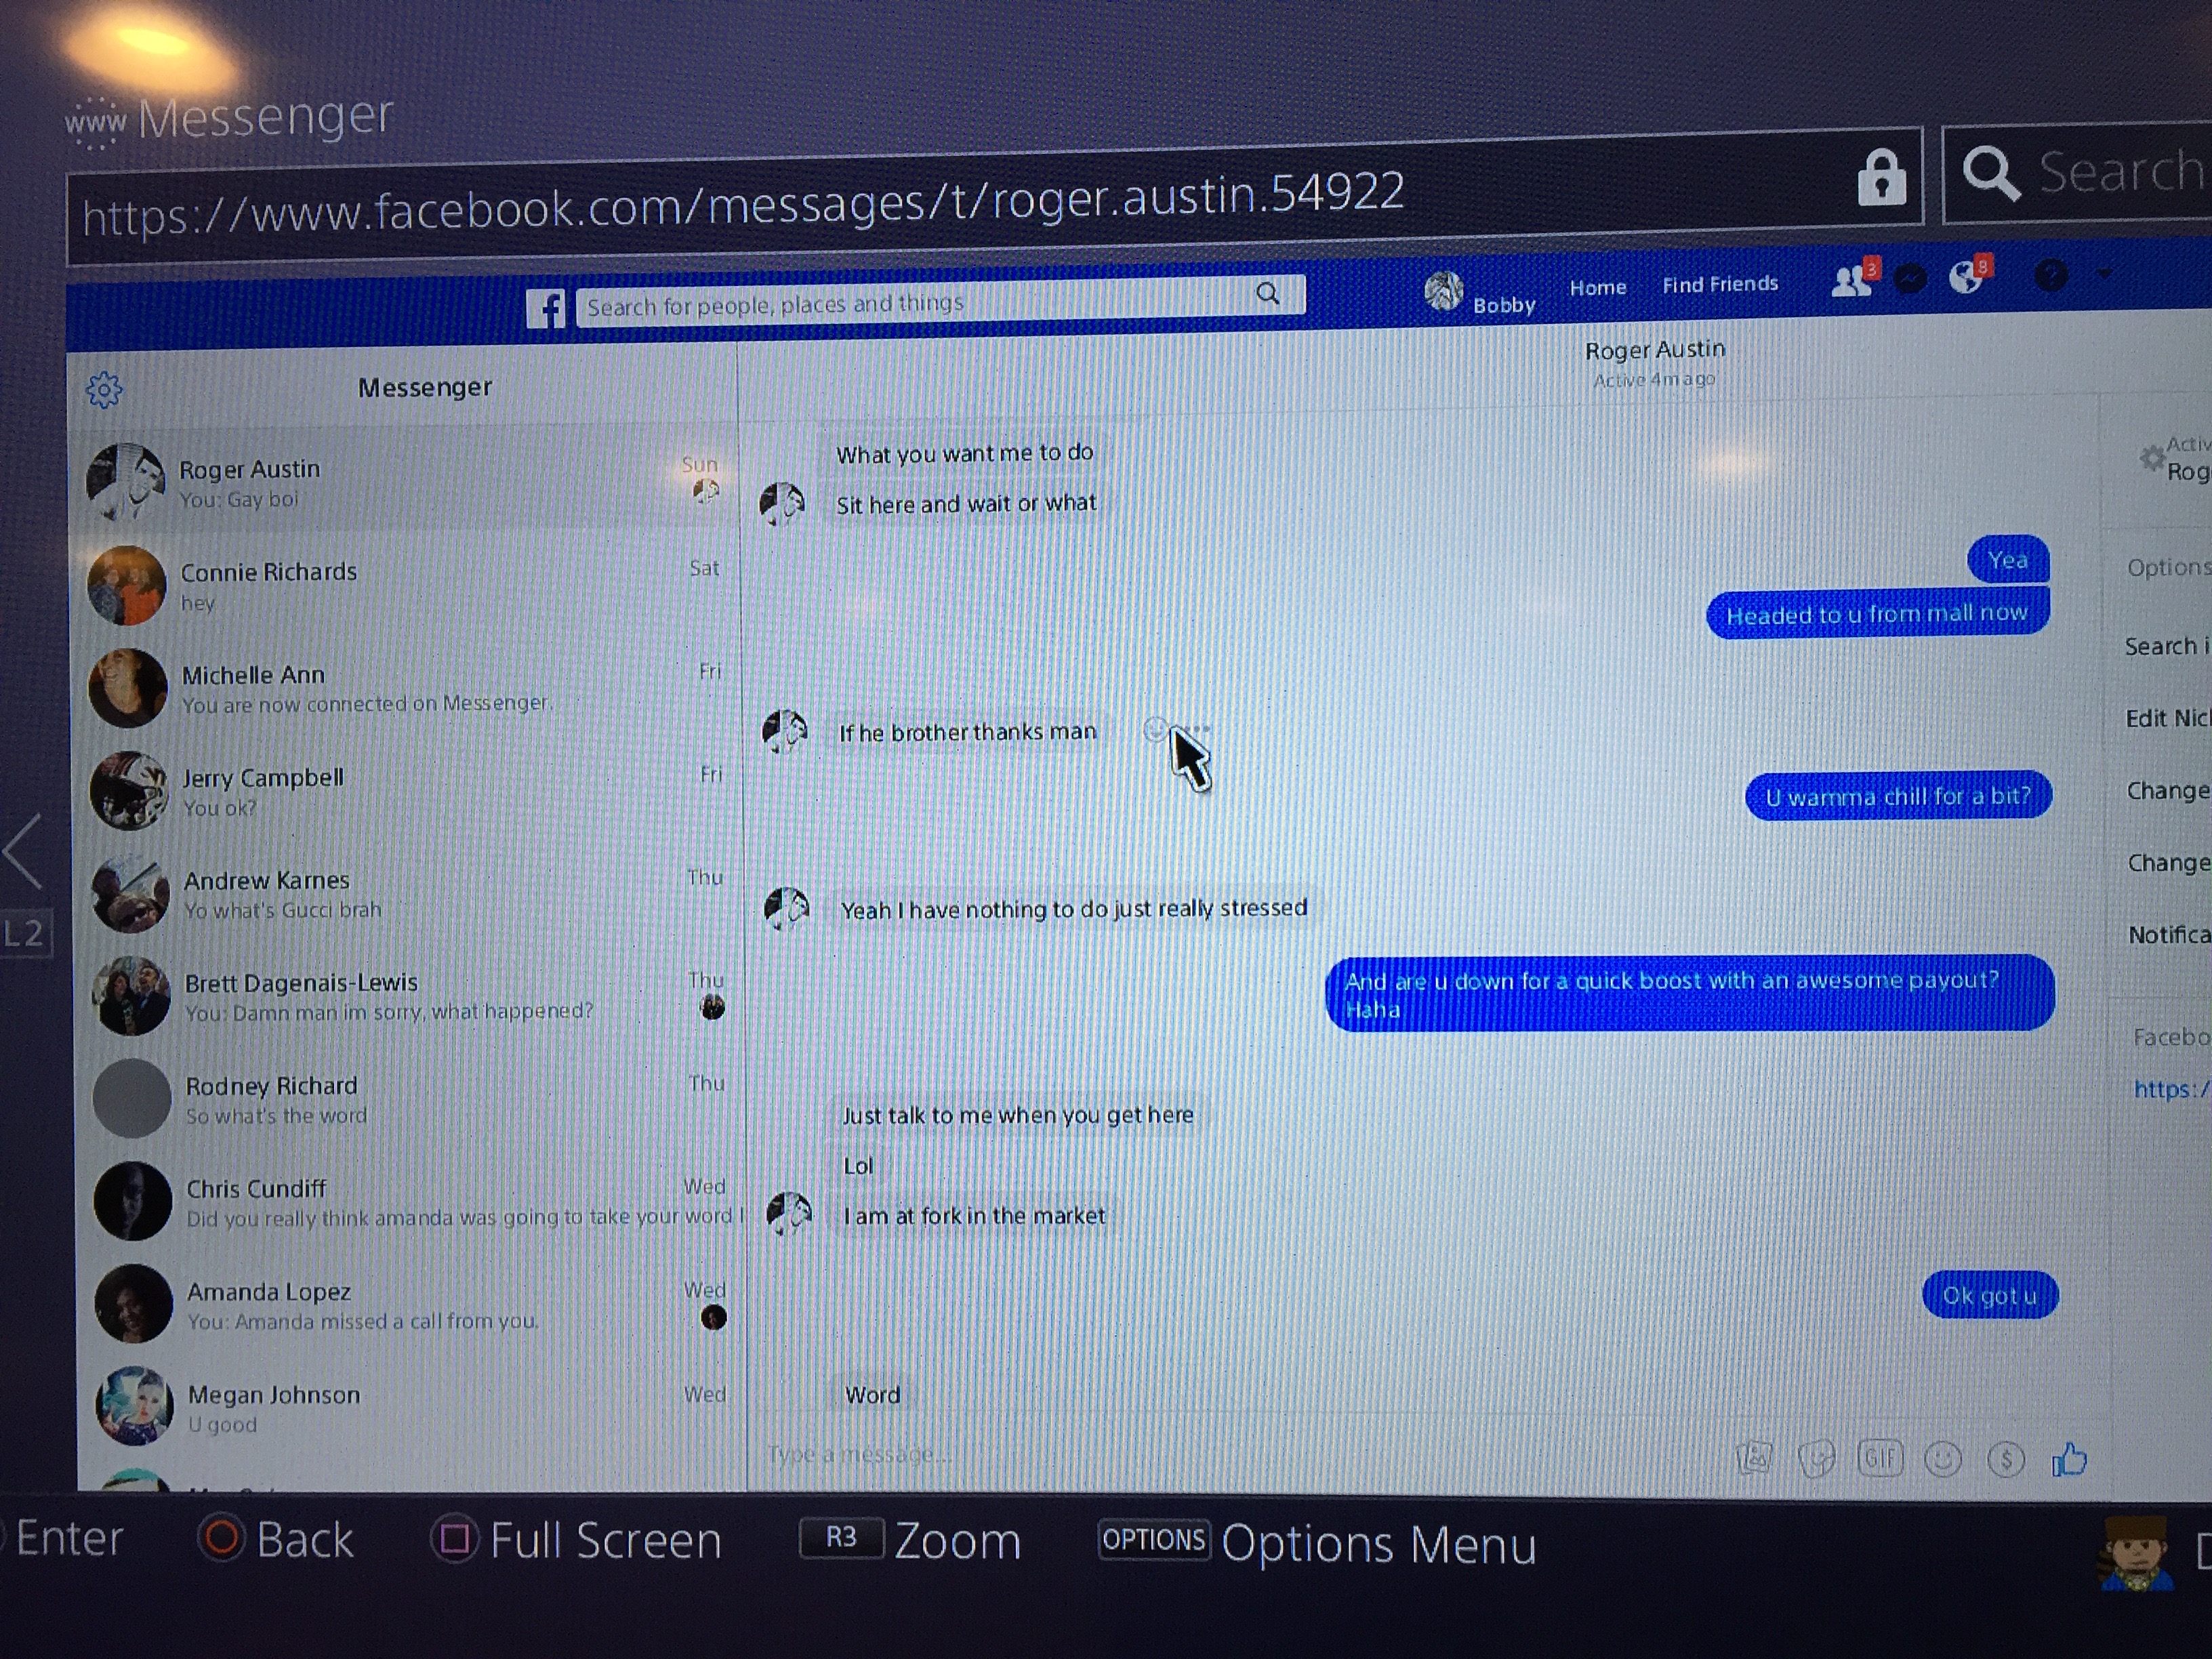 www Messenger
https://www.facebook.com/messages/t/roger.austin.54922
Search
f
Search for people, places and things
Bobby
Home
Find Friends
3
8
?
Messenger
Roger Austin
Sun
You: Gay boi
Connie Richards
Sat
hey
Michelle Ann
Fri
You are now connected on Messenger.
Jerry Campbell
Fri
You ok?
Andrew Karnes
Thu
Yo what's Gucci brah
Brett Dagenais-Lewis
Thu
You: Damn man im sorry, what happened?
Rodney Richard
Thu
So what's the word
Chris Cundiff
Wed
Did you really think amanda was going to take your word
Amanda Lopez
Wed
You: Amanda missed a call from you.
Megan Johnson
Wed
U good
Roger Austin
Active 4m ago
What you want me to do
Sit here and wait or what
Yea
Headed to u from mall now
If he brother thanks man
U wamma chill for a bit?
Yeah I have nothing to do just really stressed
And are u down for a quick boost with an awesome payout?
Haha
Just talk to me when you get here
Lol
I am at fork in the market
Ok got u
Word
Type a message...
GIF
$
Activ
Rog
Options
Search i
Edit Nic
Change
Change
Notifica
Facebo
https:/
L2
Enter
Back
Full Screen
R3 Zoom
OPTIONS Options Menu